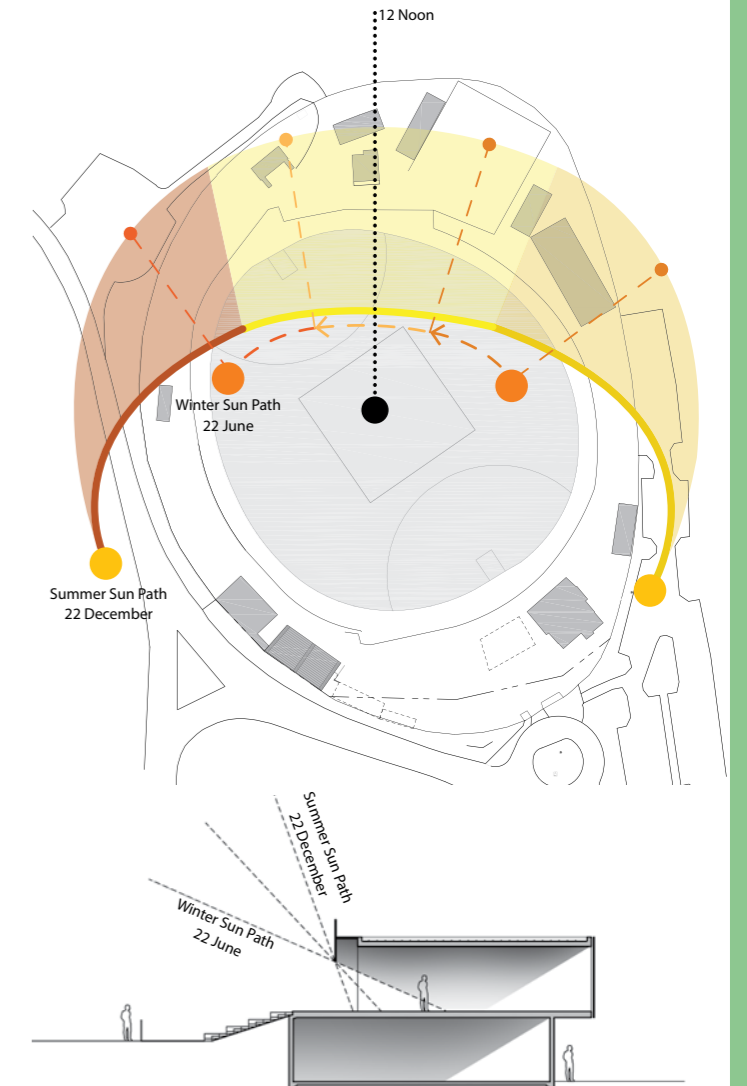 12 Noon
Winter Sun Path
22 June
Summer Sun Path
22 December
Summer Sun Path
22 December
Winter Sun Path
22 June